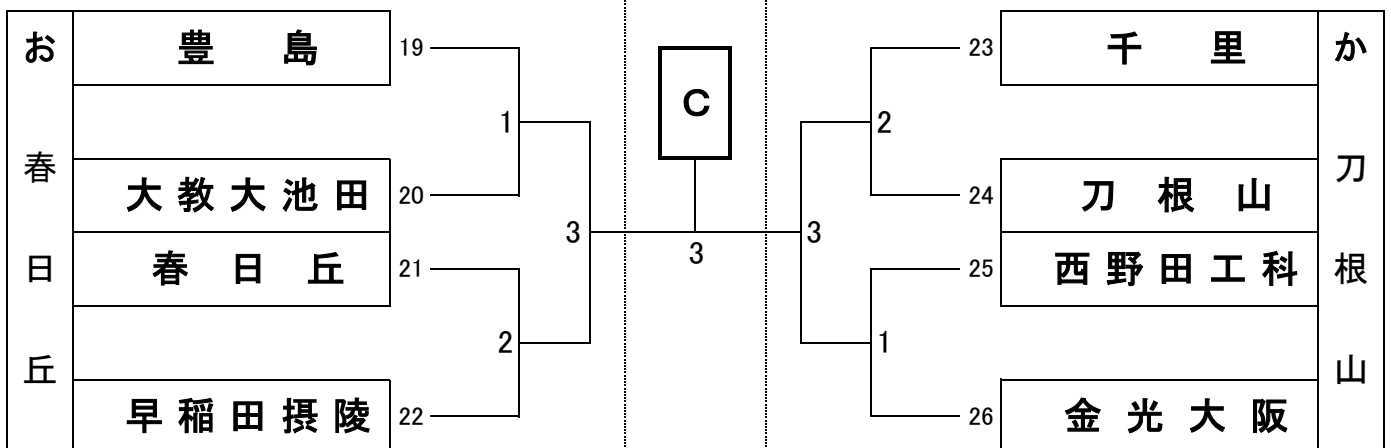 お 春 日 丘
豊 島 19
1
大 教 大 池 田 20
3
春 日 丘 21
2
早 稲 田 摂 陵 22
C
3
23 千 里
2
24 刀 根 山
3
25 西 野 田 工 科
1
26 金 光 大 阪
か 刀 根 山